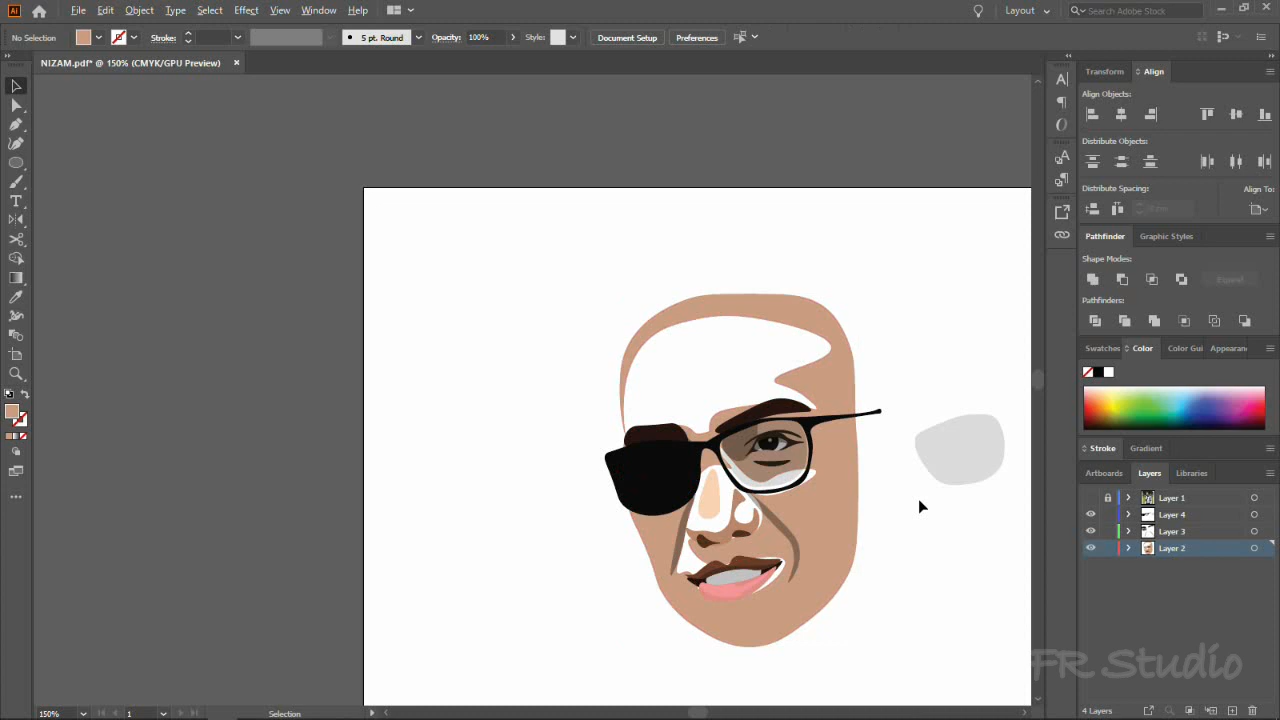 Ai File Edit Object Type Select Effect View Window Help Layout Search Adobe Stock
No Selection Stroke: 5 pt. Round Opacity: 100% Style: Document Setup Preferences
NIZAM.pdf* @ 150% (CMYK/GPU Preview)
Transform Align
Align Objects:
Distribute Objects:
Distribute Spacing: Align To:
Pathfinder Graphic Styles
Shape Modes:
Expand
Pathfinders:
Swatches Color Color Gui Appearanc
Stroke Gradient
Artboards Layers Libraries
Layer 1
Layer 4
Layer 3
Layer 2
FR Studio
150% 1 Selection 4 Layers